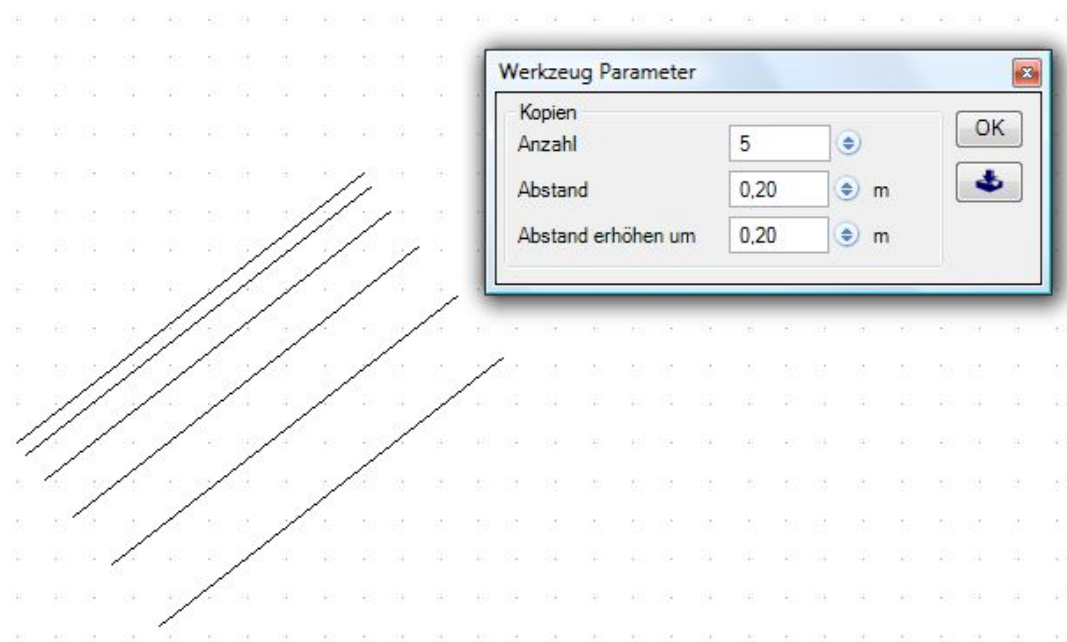 Werkzeug Parameter
Kopien
Anzahl 5
OK
Abstand 0,20 m
Abstand erhöhen um 0,20 m